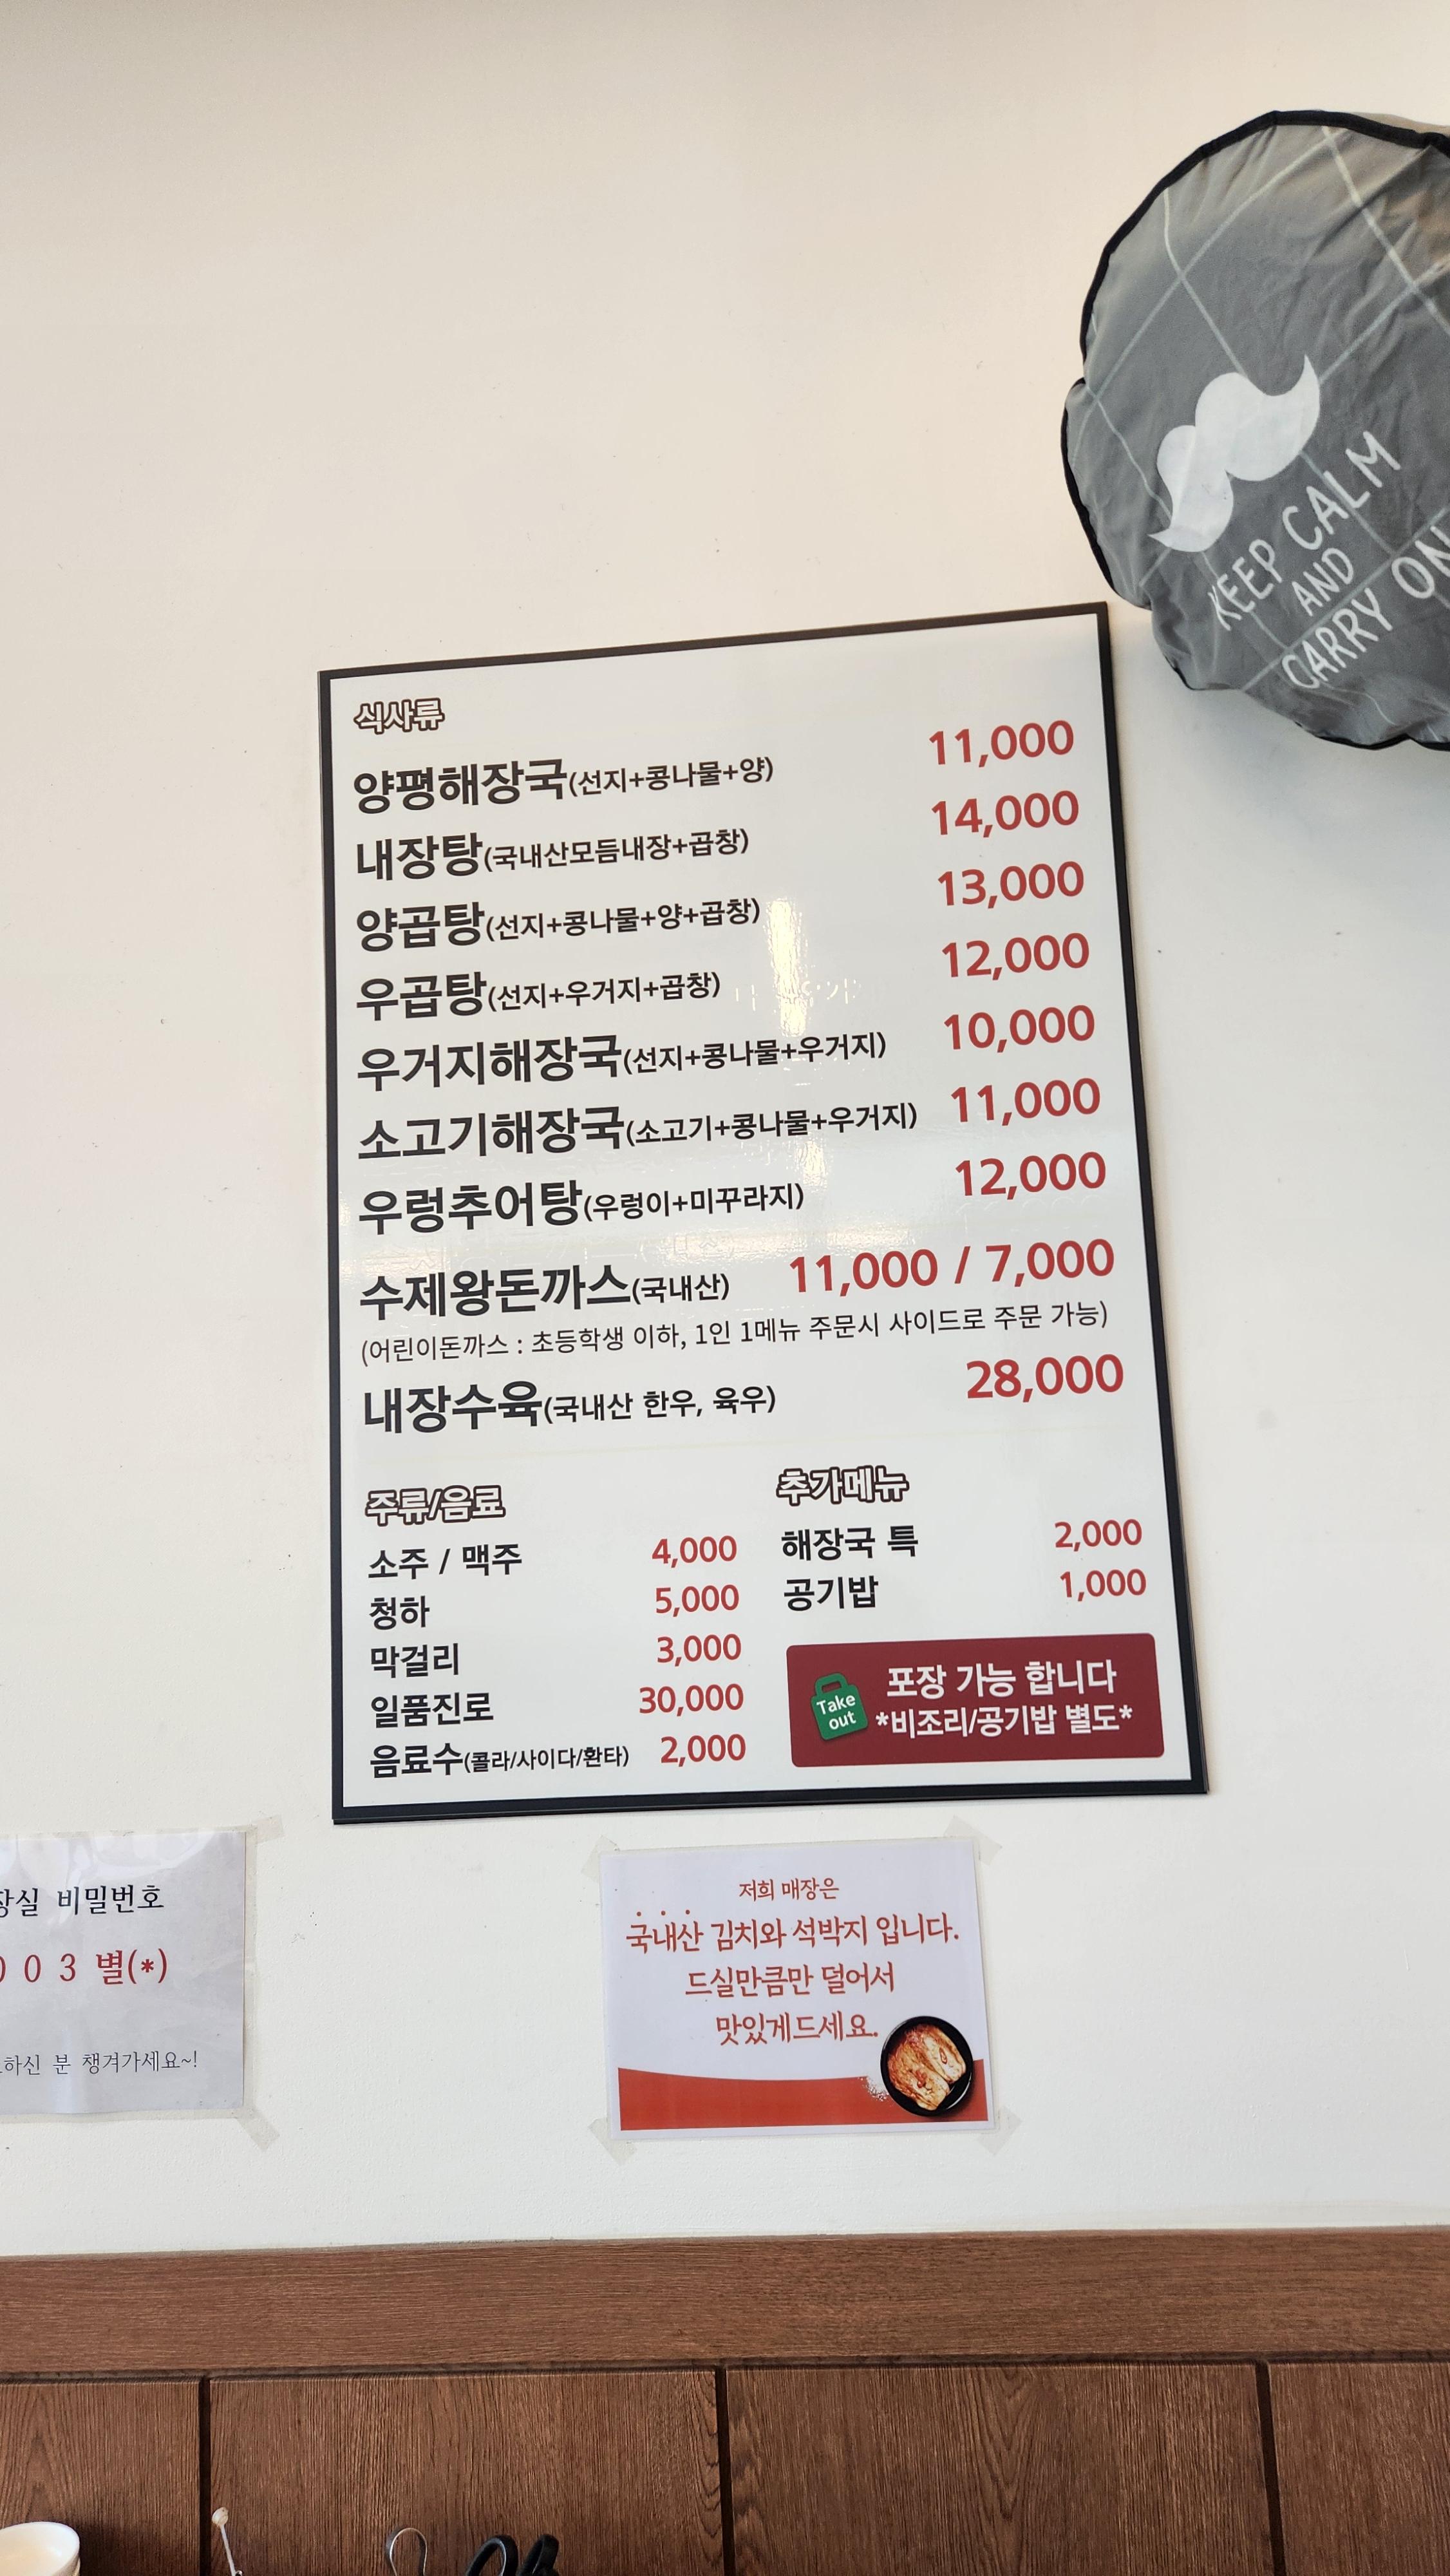 KEEP CALM
AND
CARRY ON
식사류
양평해장국(선지+콩나물+양) 11,000
내장탕(국내산모듬내장+곱창) 14,000
양곱탕(선지+콩나물+양+곱창) 13,000
우곱탕(선지+우거지+곱창) 12,000
우거지해장국(선지+콩나물+우거지) 10,000
소고기해장국(소고기+콩나물+우거지) 11,000
우렁추어탕(우렁이+미꾸라지) 12,000
수제왕돈까스(국내산) 11,000 / 7,000
(어린이돈까스 : 초등학생 이하, 1인 1메뉴 주문시 사이드로 주문 가능)
내장수육(국내산 한우, 육우) 28,000
주류/음료
소주 / 맥주 4,000
청하 5,000
막걸리 3,000
일품진로 30,000
음료수(콜라/사이다/환타) 2,000
추가메뉴
해장국 특 2,000
공기밥 1,000
Take
out
포장 가능 합니다
*비조리/공기밥 별도*
비밀번호
0 3 별(*)
분 챙겨가세요~!
저희 매장은
국내산 김치와 석박지 입니다.
드실만큼만 덜어서
맛있게드세요.